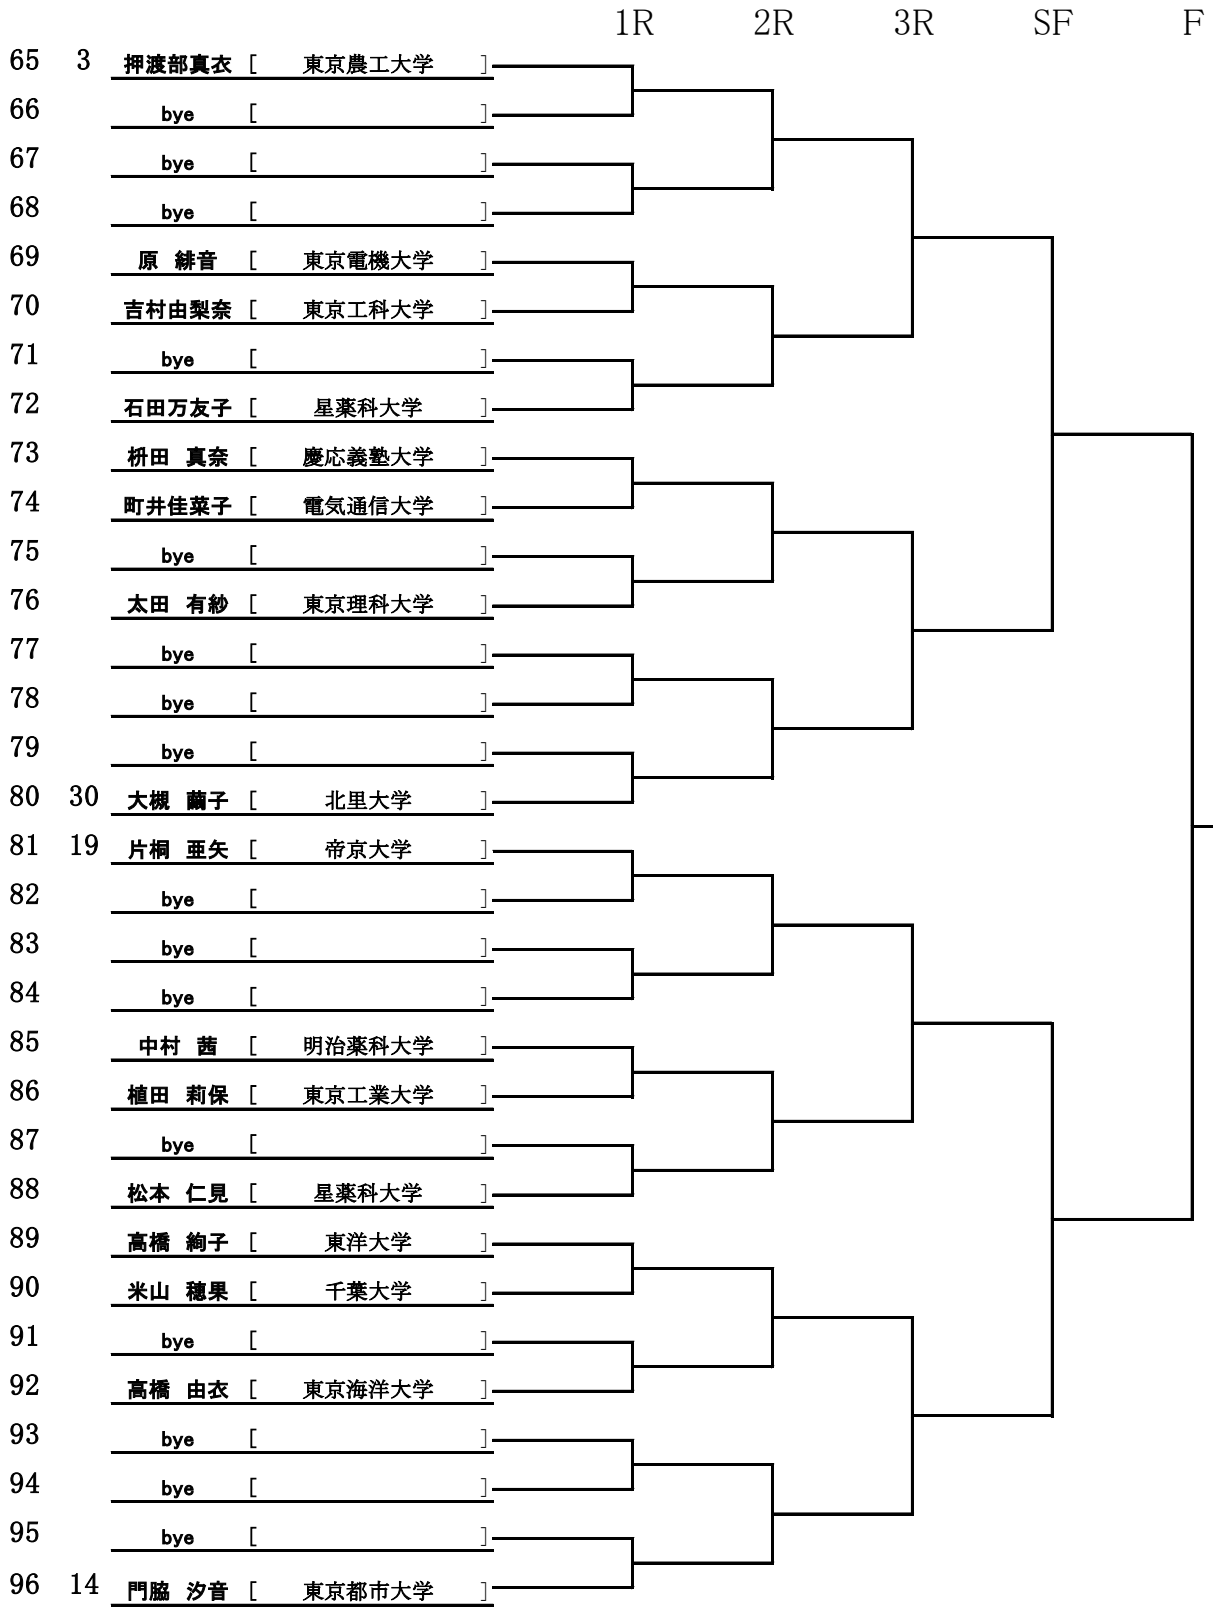 1R 2R 3R SF F
65 3 押渡部真衣 [ 東京農工大学 ]
66 bye [ ]
67 bye [ ]
68 bye [ ]
69 原 緋音 [ 東京電機大学 ]
70 吉村由梨奈 [ 東京工科大学 ]
71 bye [ ]
72 石田万友子 [ 星薬科大学 ]
73 枡田 真奈 [ 慶応義塾大学 ]
74 町井佳菜子 [ 電気通信大学 ]
75 bye [ ]
76 太田 有紗 [ 東京理科大学 ]
77 bye [ ]
78 bye [ ]
79 bye [ ]
80 30 大槻 繭子 [ 北里大学 ]
81 19 片桐 亜矢 [ 帝京大学 ]
82 bye [ ]
83 bye [ ]
84 bye [ ]
85 中村 茜 [ 明治薬科大学 ]
86 植田 莉保 [ 東京工業大学 ]
87 bye [ ]
88 松本 仁見 [ 星薬科大学 ]
89 高橋 絢子 [ 東洋大学 ]
90 米山 穂果 [ 千葉大学 ]
91 bye [ ]
92 高橋 由衣 [ 東京海洋大学 ]
93 bye [ ]
94 bye [ ]
95 bye [ ]
96 14 門脇 汐音 [ 東京都市大学 ]